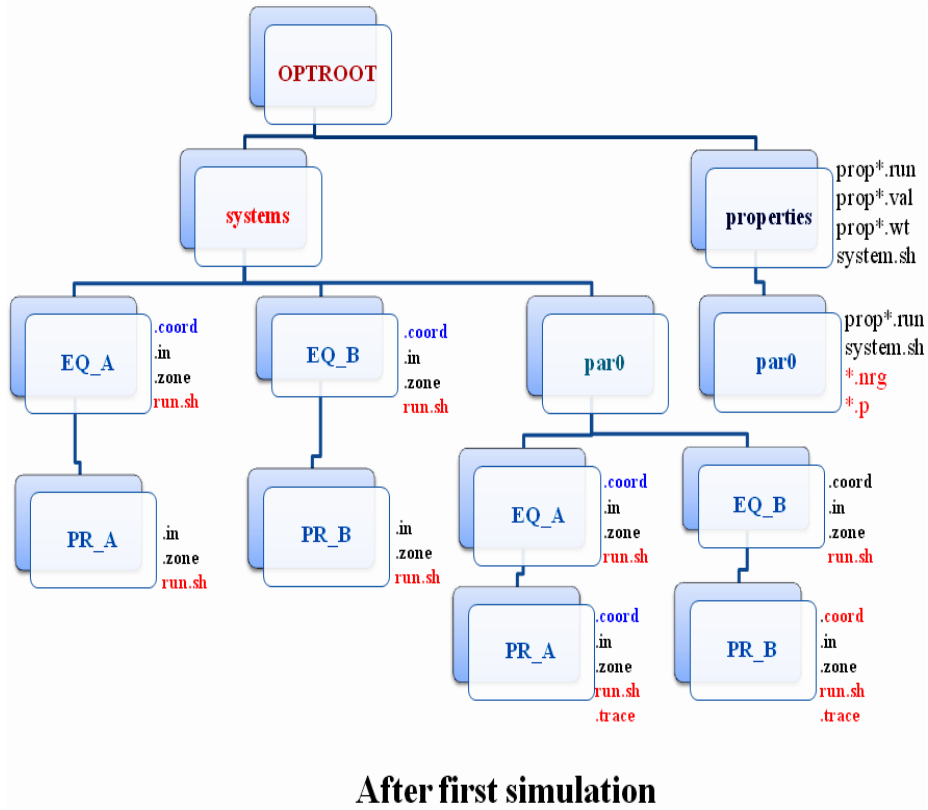 OPTROOT
systems
properties
prop*.run
prop*.val
prop*.wt
system.sh
EQ_A
.coord
.in
.zone
run.sh
EQ_B
.coord
.in
.zone
run.sh
par0
par0
prop*.run
system.sh
*.nrg
*.p
PR_A
.in
.zone
run.sh
PR_B
.in
.zone
run.sh
EQ_A
.coord
.in
.zone
run.sh
EQ_B
.coord
.in
.zone
run.sh
PR_A
.coord
.in
.zone
run.sh
.trace
PR_B
.coord
.in
.zone
run.sh
.trace
After first simulation